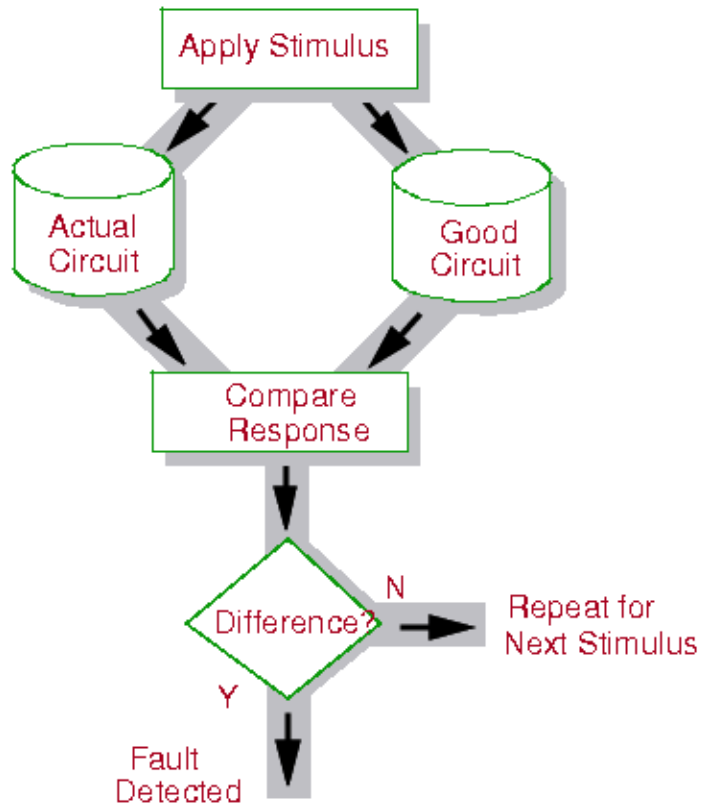 Apply Stimulus
Actual
Circuit
Good
Circuit
Compare
Response
Difference?
N
Repeat for
Next Stimulus
Y
Fault
Detected